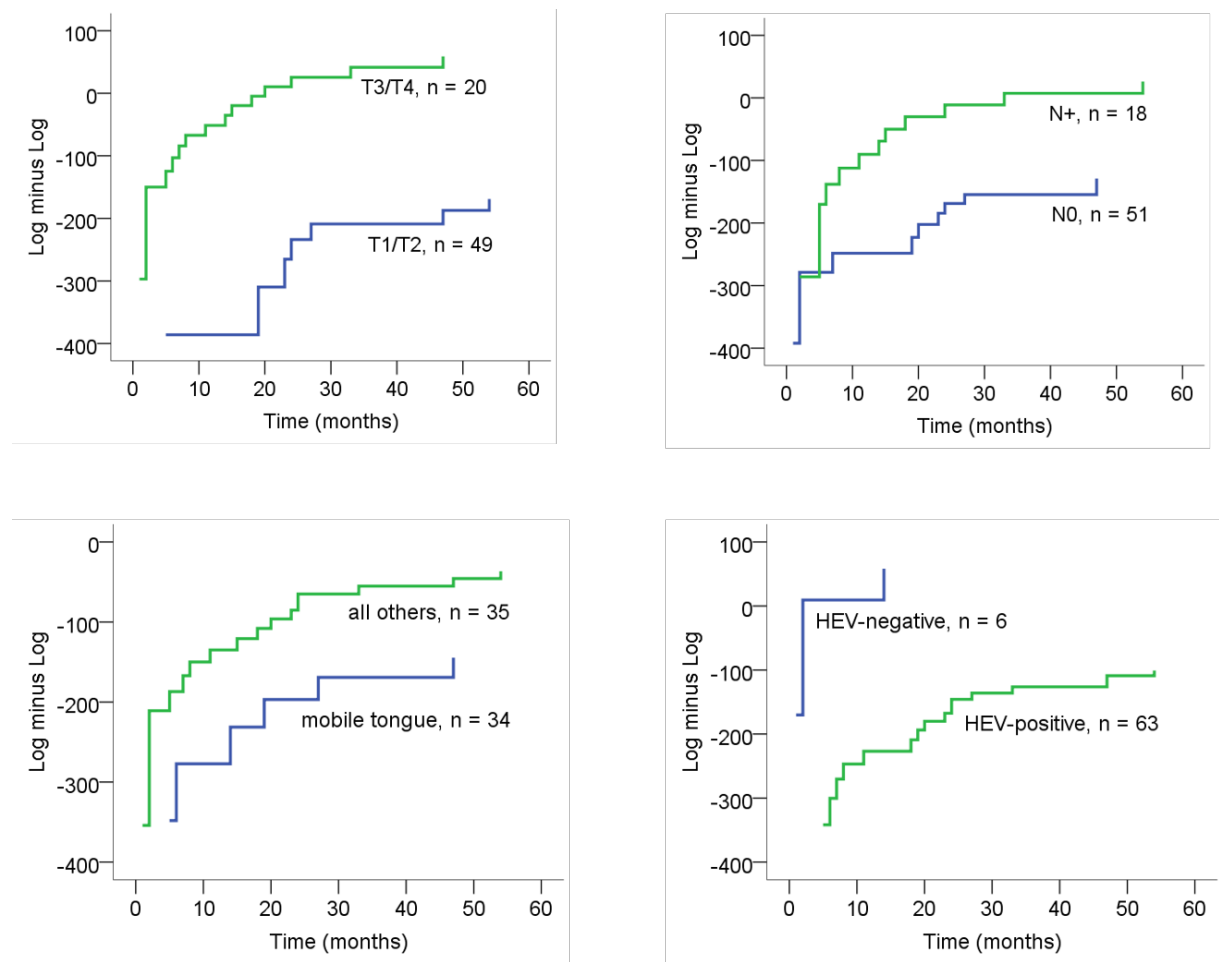 100
0
-100
-200
-300
-400
Log minus Log
T3/T4, n = 20
T1/T2, n = 49
0 10 20 30 40 50 60
Time (months)
100
0
-100
-200
-300
-400
Log minus Log
N+, n = 18
N0, n = 51
0 10 20 30 40 50 60
Time (months)
0
-100
-200
-300
-400
Log minus Log
all others, n = 35
mobile tongue, n = 34
0 10 20 30 40 50 60
Time (months)
100
0
-100
-200
-300
-400
Log minus Log
HEV-negative, n = 6
HEV-positive, n = 63
0 10 20 30 40 50 60
Time (months)